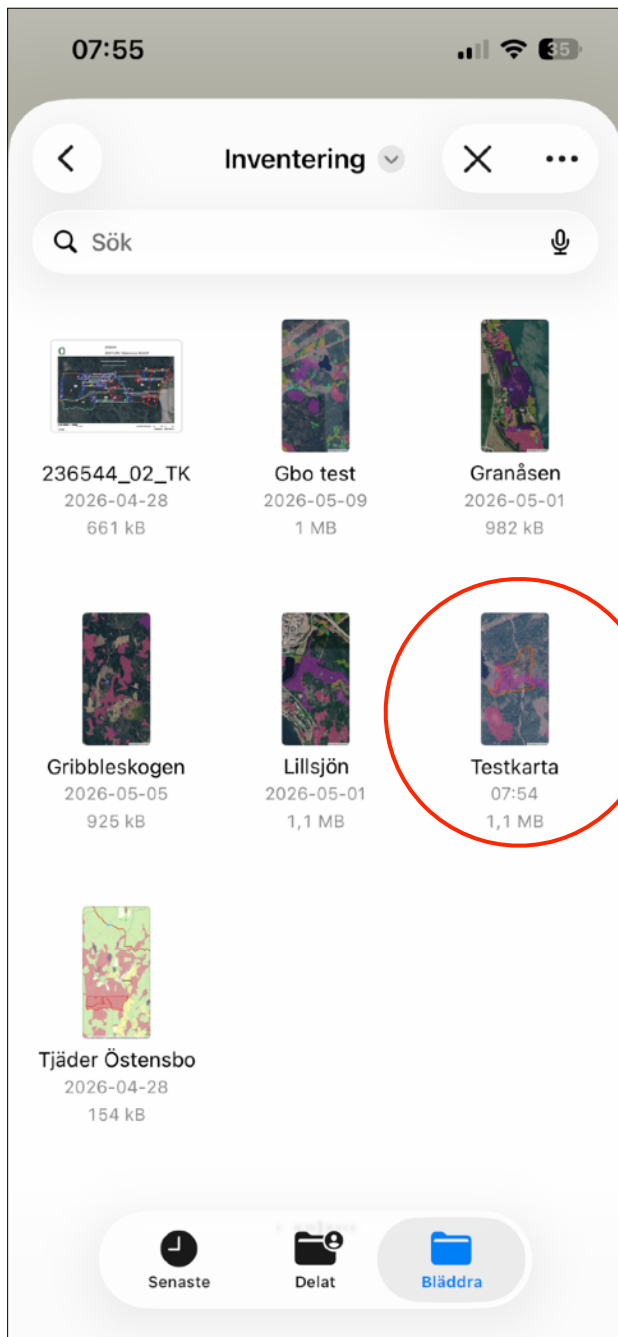 07:55
35
Inventering
Sök
236544_02_TK
2026-04-28
661 kB
Gbo test
2026-05-09
1 MB
Granåsen
2026-05-01
982 kB
Gribbleskogen
2026-05-05
925 kB
Lillsjön
2026-05-01
1,1 MB
Testkarta
07:54
1,1 MB
Tjäder Östensbo
2026-04-28
154 kB
Senaste
Delat
Bläddra